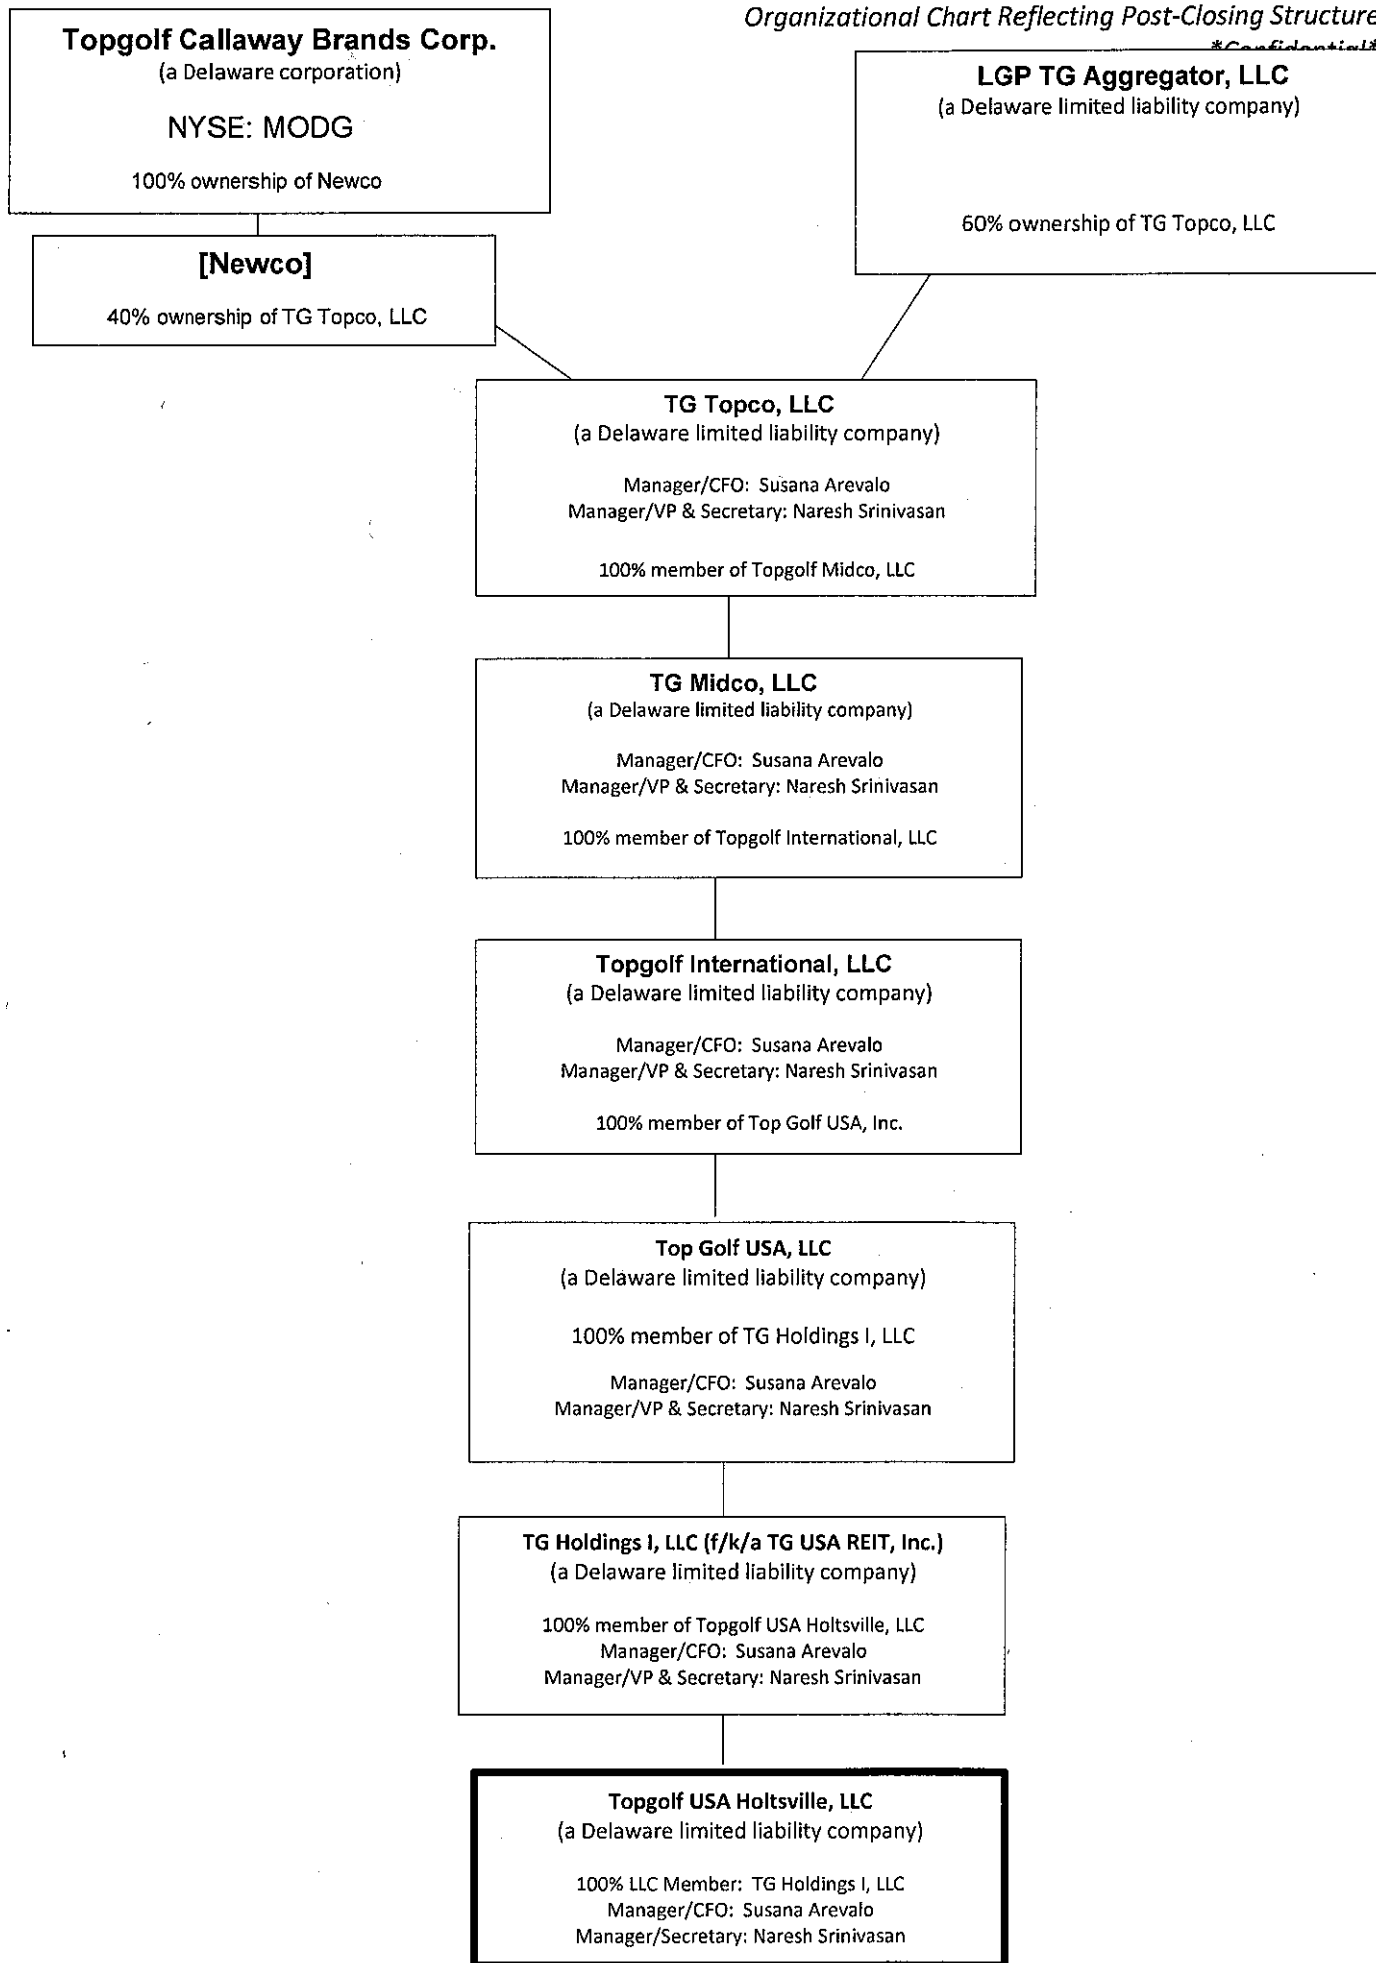 Organizational Chart Reflecting Post-Closing Structure
*Confidential*
Topgolf Callaway Brands Corp.
(a Delaware corporation)
NYSE: MODG
100% ownership of Newco
LGP TG Aggregator, LLC
(a Delaware limited liability company)
60% ownership of TG Topco, LLC
[Newco]
40% ownership of TG Topco, LLC
TG Topco, LLC
(a Delaware limited liability company)
Manager/CFO: Susana Arevalo
Manager/VP & Secretary: Naresh Srinivasan
100% member of Topgolf Midco, LLC
TG Midco, LLC
(a Delaware limited liability company)
Manager/CFO: Susana Arevalo
Manager/VP & Secretary: Naresh Srinivasan
100% member of Topgolf International, LLC
Topgolf International, LLC
(a Delaware limited liability company)
Manager/CFO: Susana Arevalo
Manager/VP & Secretary: Naresh Srinivasan
100% member of Top Golf USA, Inc.
Top Golf USA, LLC
(a Delaware limited liability company)
100% member of TG Holdings I, LLC
Manager/CFO: Susana Arevalo
Manager/VP & Secretary: Naresh Srinivasan
TG Holdings I, LLC (f/k/a TG USA REIT, Inc.)
(a Delaware limited liability company)
100% member of Topgolf USA Holtsville, LLC
Manager/CFO: Susana Arevalo
Manager/VP & Secretary: Naresh Srinivasan
Topgolf USA Holtsville, LLC
(a Delaware limited liability company)
100% LLC Member: TG Holdings I, LLC
Manager/CFO: Susana Arevalo
Manager/Secretary: Naresh Srinivasan